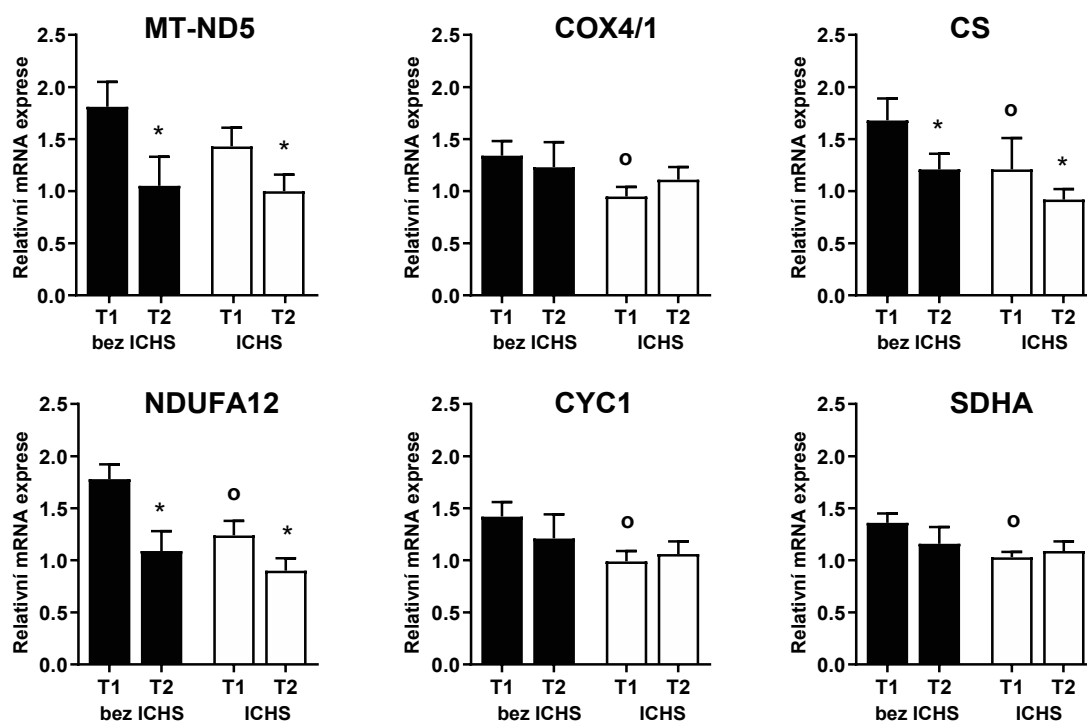 MT-ND5
Relativní mRNA exprese
2.5
2.0
1.5
1.0
0.5
0.0
*
*
T1 T2 T1 T2
bez ICHS ICHS
COX4/1
Relativní mRNA exprese
2.5
2.0
1.5
1.0
0.5
0.0
o
T1 T2 T1 T2
bez ICHS ICHS
CS
Relativní mRNA exprese
2.5
2.0
1.5
1.0
0.5
0.0
*
o
*
T1 T2 T1 T2
bez ICHS ICHS
NDUFA12
Relativní mRNA exprese
2.5
2.0
1.5
1.0
0.5
0.0
*
o
*
T1 T2 T1 T2
bez ICHS ICHS
CYC1
Relativní mRNA exprese
2.5
2.0
1.5
1.0
0.5
0.0
o
T1 T2 T1 T2
bez ICHS ICHS
SDHA
Relativní mRNA exprese
2.5
2.0
1.5
1.0
0.5
0.0
o
T1 T2 T1 T2
bez ICHS ICHS